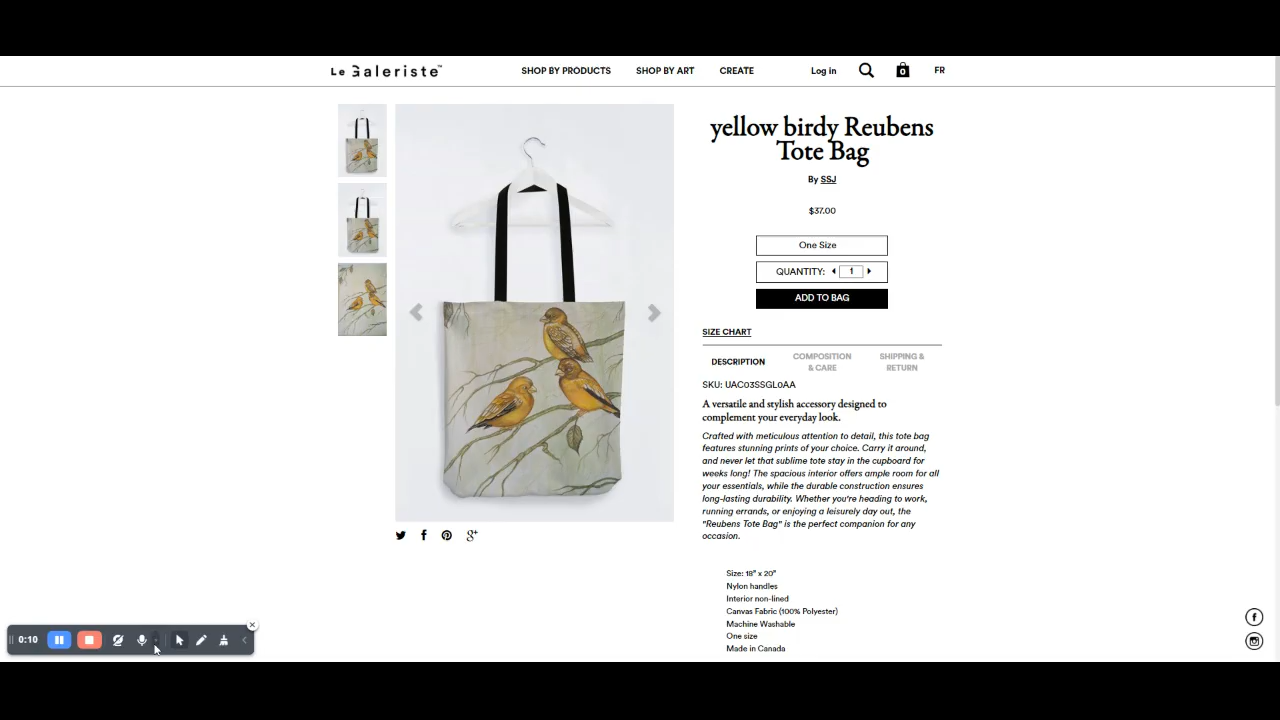 Le Galeriste™
SHOP BY PRODUCTS
SHOP BY ART
CREATE
Log in
0
FR
yellow birdy Reubens
Tote Bag
By SSJ
$37.00
One Size
QUANTITY: 1
ADD TO BAG
SIZE CHART
DESCRIPTION
COMPOSITION
& CARE
SHIPPING &
RETURN
SKU: UAC03SSGL0AA
A versatile and stylish accessory designed to
complement your everyday look.
Crafted with meticulous attention to detail, this tote bag
features stunning prints of your choice. Carry it around,
and never let that sublime tote stay in the cupboard for
weeks long! The spacious interior offers ample room for all
your essentials, while the durable construction ensures
long-lasting durability. Whether you're heading to work,
running errands, or enjoying a leisurely day out, the
"Reubens Tote Bag" is the perfect companion for any
occasion.
Size: 18" x 20"
Nylon handles
Interior non-lined
Canvas Fabric (100% Polyester)
Machine Washable
One size
Made in Canada
0:10